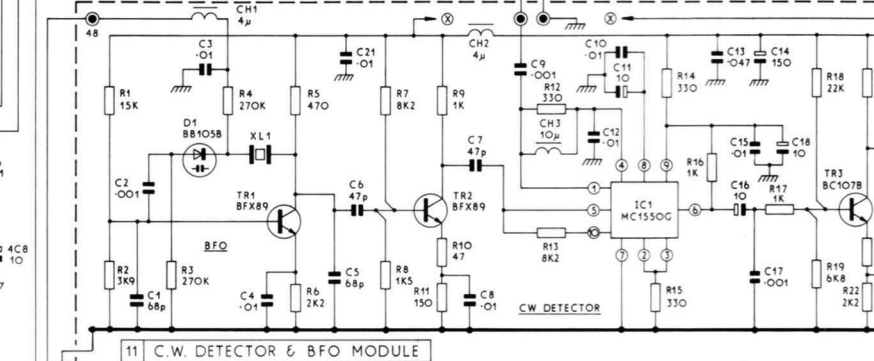 CH1
4μ
48
X
CH2
4μ
X
C3
.01
C21
.01
C9
.001
C10
.01
C11
10
C13
.047
C14
150
R1
15K
R4
270K
R5
470
R7
8K2
R9
1K
R12
330
R14
330
R18
22K
D1
BB105B
XL1
CH3
10μ
C12
.01
C7
47p
C15
.01
C18
10
C2
.001
TR1
BFX89
C6
47p
TR2
BFX89
4
8
9
R16
1K
1
5
10
IC1
MC1550G
6
C16
10
R17
1K
TR3
BC107B
BFO
R10
47
R13
8K2
7
2
3
4C8
10
R2
3K9
C1
68p
R3
270K
C4
.01
R6
2K2
C5
68p
R8
1K5
R11
150
C8
.01
CW DETECTOR
R15
330
C17
.001
R19
6K8
R22
2K2
11 C.W. DETECTOR & BFO MODULE